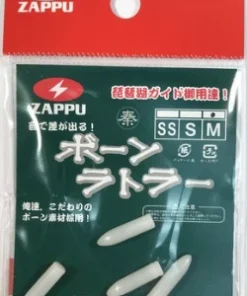 ZAPPU
ZAPPU
琵琶湖ガイド御用達！
音で差が出る！
秦
SS S M
ボーン
ラトラー
俺達、こだわりの
ボーン素材採用！